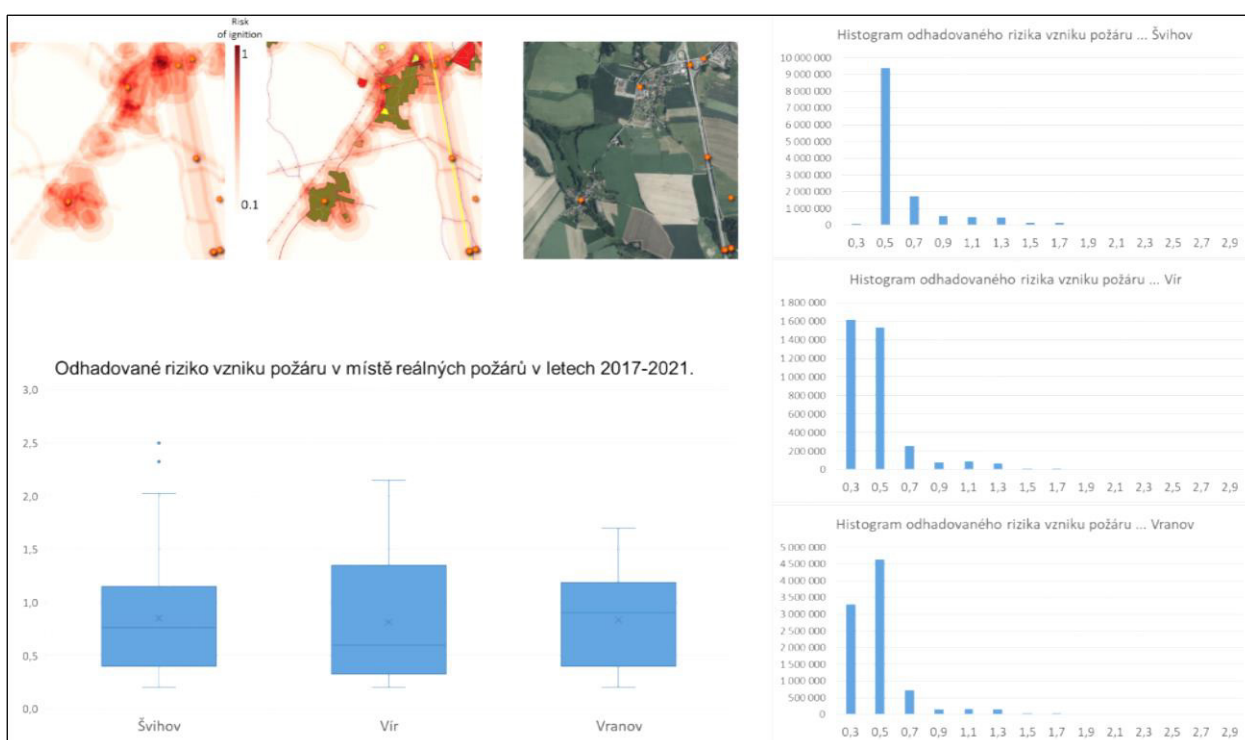 Risk
of ignition
1
0.1
Odhadované riziko vzniku požáru v místě reálných požárů v letech 2017-2021.
3,0
2,5
2,0
1,5
1,0
0,5
0,0
Švihov Vír Vranov
Histogram odhadovaného rizika vzniku požáru ... Švihov
10 000 000
9 000 000
8 000 000
7 000 000
6 000 000
5 000 000
4 000 000
3 000 000
2 000 000
1 000 000
0
0,3 0,5 0,7 0,9 1,1 1,3 1,5 1,7 1,9 2,1 2,3 2,5 2,7 2,9
Histogram odhadovaného rizika vzniku požáru ... Vír
1 800 000
1 600 000
1 400 000
1 200 000
1 000 000
800 000
600 000
400 000
200 000
0
0,3 0,5 0,7 0,9 1,1 1,3 1,5 1,7 1,9 2,1 2,3 2,5 2,7 2,9
Histogram odhadovaného rizika vzniku požáru ... Vranov
5 000 000
4 500 000
4 000 000
3 500 000
3 000 000
2 500 000
2 000 000
1 500 000
1 000 000
500 000
0
0,3 0,5 0,7 0,9 1,1 1,3 1,5 1,7 1,9 2,1 2,3 2,5 2,7 2,9